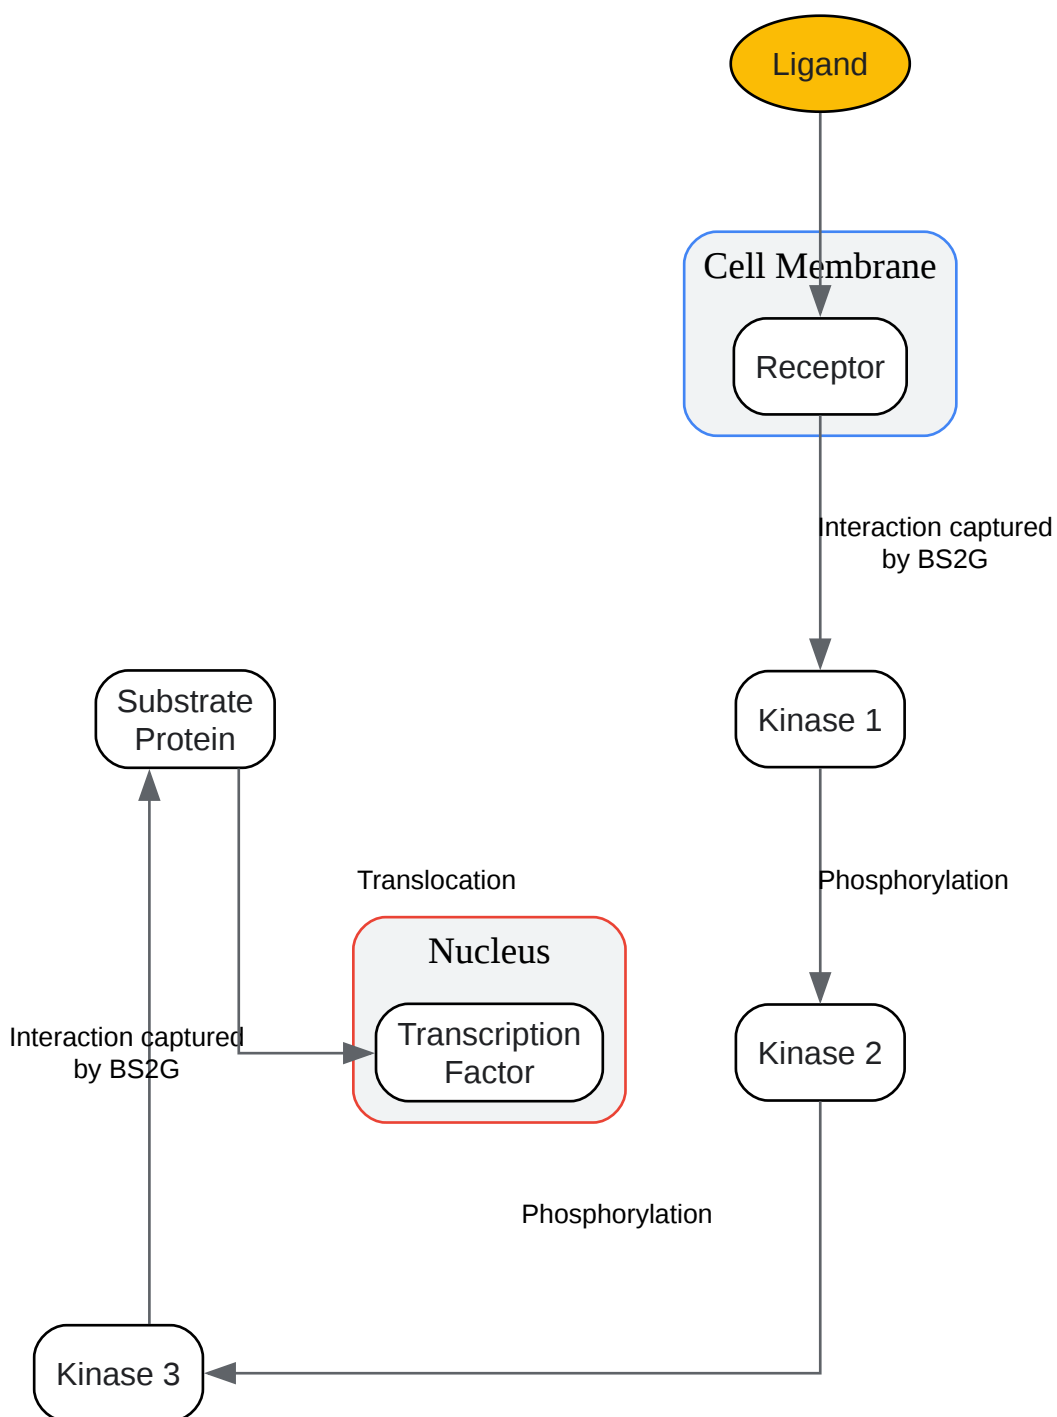 Ligand
Cell Membrane
Receptor
Interaction captured
by BS2G
Substrate
Protein
Kinase 1
Translocation
Phosphorylation
Nucleus
Transcription
Factor
Interaction captured
by BS2G
Kinase 2
Phosphorylation
Kinase 3